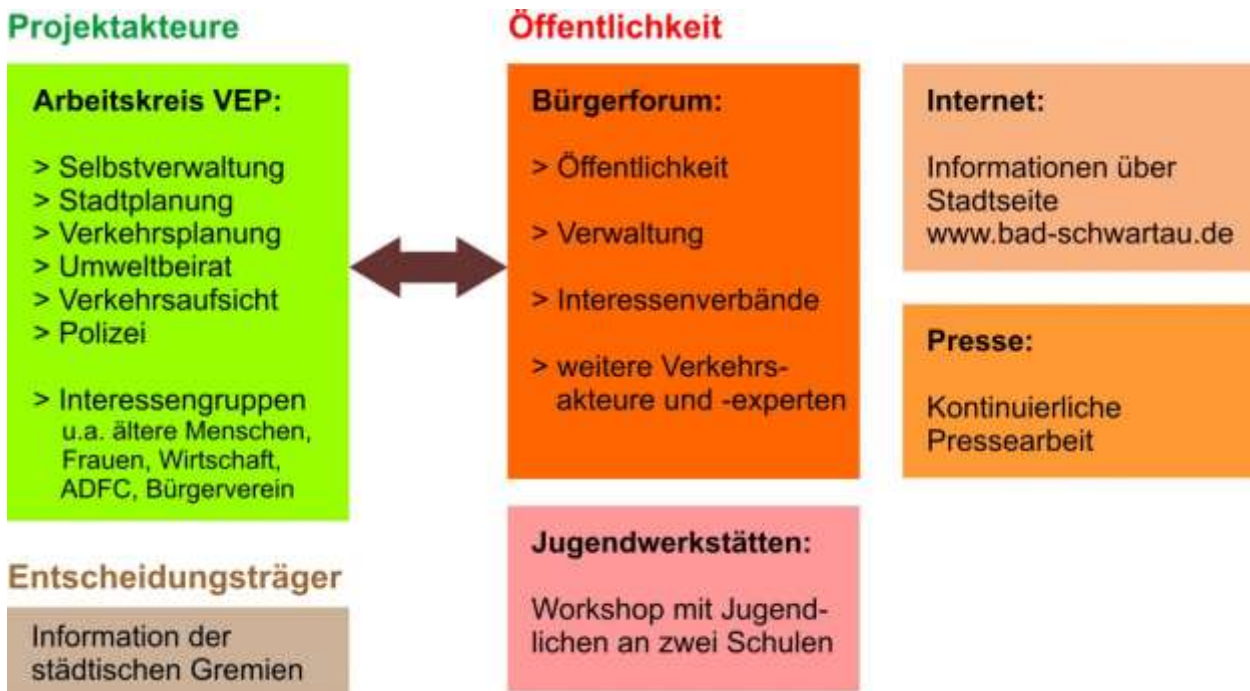 Projektakteure
Arbeitskreis VEP:
> Selbstverwaltung
> Stadtplanung
> Verkehrsplanung
> Umweltbeirat
> Verkehrsaufsicht
> Polizei
> Interessengruppen
u.a. ältere Menschen,
Frauen, Wirtschaft,
ADFC, Bürgerverein
Entscheidungsträger
Information der
städtischen Gremien
Öffentlichkeit
Bürgerforum:
> Öffentlichkeit
> Verwaltung
> Interessenverbände
> weitere Verkehrs-
akteure und -experten
Jugendwerkstätten:
Workshop mit Jugend-
lichen an zwei Schulen
Internet:
Informationen über
Stadtseite
www.bad-schwartau.de
Presse:
Kontinuierliche
Pressearbeit